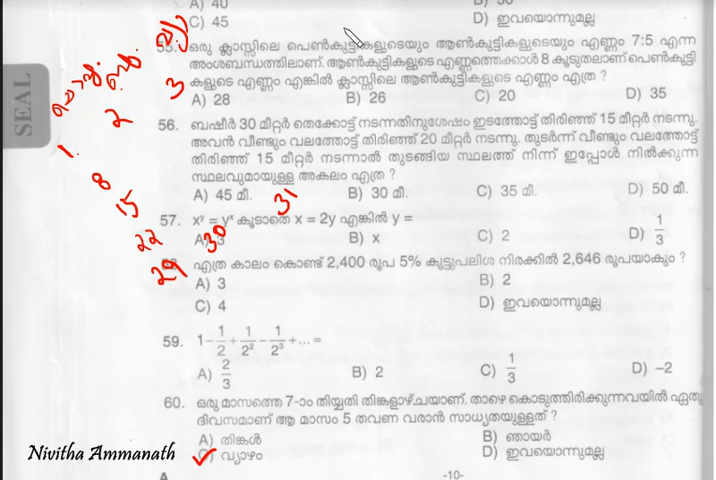 A) 40
B) 50
C) 45
D) ഇവയൊന്നുമല്ല
SEAL
55. ഒരു ക്ലാസ്സിലെ പെൺകുട്ടികളുടെയും ആൺകുട്ടികളുടെയും എണ്ണം 7:5 എന്ന
അംശബന്ധത്തിലാണ്. ആൺകുട്ടികളുടെ എണ്ണത്തെക്കാൾ 8 കൂടുതലാണ് പെൺകുട്ടി
കളുടെ എണ്ണം എങ്കിൽ ക്ലാസ്സിലെ ആൺകുട്ടികളുടെ എണ്ണം എത്ര ?
A) 28 B) 26 C) 20 D) 35
56. ബഷീർ 30 മീറ്റർ തെക്കോട്ട് നടന്നതിനുശേഷം ഇടത്തോട്ട് തിരിഞ്ഞ് 15 മീറ്റർ നടന്നു.
അവൻ വീണ്ടും വലത്തോട്ട് തിരിഞ്ഞ് 20 മീറ്റർ നടന്നു. തുടർന്ന് വീണ്ടും വലത്തോട്ട്
തിരിഞ്ഞ് 15 മീറ്റർ നടന്നാൽ തുടങ്ങിയ സ്ഥലത്ത് നിന്ന് ഇപ്പോൾ നിൽക്കുന്ന
സ്ഥലവുമായുള്ള അകലം എത്ര ?
A) 45 മീ. B) 30 മീ. C) 35 മീ. D) 50 മീ.
57. xʸ = yˣ കൂടാതെ x = 2y എങ്കിൽ y =
A) 3 B) x C) 2 D) 1/3
58. എത്ര കാലം കൊണ്ട് 2,400 രൂപ 5% കൂട്ടുപലിശ നിരക്കിൽ 2,646 രൂപയാകും ?
A) 3 B) 2
C) 4 D) ഇവയൊന്നുമല്ല
59. 1 - 1/2 + 1/2² - 1/2³ + ... =
A) 2/3 B) 2 C) 1/3 D) -2
60. ഒരു മാസത്തെ 7-ാം തിയ്യതി തിങ്കളാഴ്ചയാണ്. താഴെ കൊടുത്തിരിക്കുന്നവയിൽ ഏതു
ദിവസമാണ് ആ മാസം 5 തവണ വരാൻ സാധ്യതയുള്ളത് ?
A) തിങ്കൾ B) ഞായർ
C) വ്യാഴം D) ഇവയൊന്നുമല്ല
-10-
A
ചൊവ്വ. ബു. വ്യാ
1. 2 3
8
15
22
29 30 31
Nivitha Ammanath